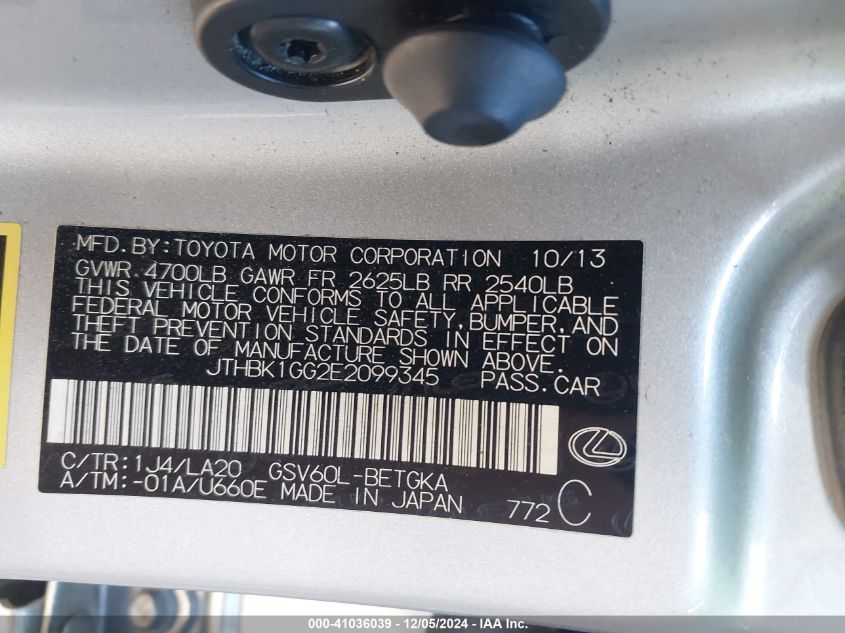 MFD. BY: TOYOTA MOTOR CORPORATION 10/13
GVWR 4700LB GAWR FR 2625LB RR 2540LB
THIS VEHICLE CONFORMS TO ALL APPLICABLE
FEDERAL MOTOR VEHICLE SAFETY, BUMPER, AND
THEFT PREVENTION STANDARDS IN EFFECT ON
THE DATE OF MANUFACTURE SHOWN ABOVE.
JTHBK1GG2E2099345 PASS. CAR
C/TR: 1J4/LA20 GSV60L-BETGKA
A/TM: -01A/U660E MADE IN JAPAN 772 C
000-41036039 - 12/05/2024 - IAA Inc.